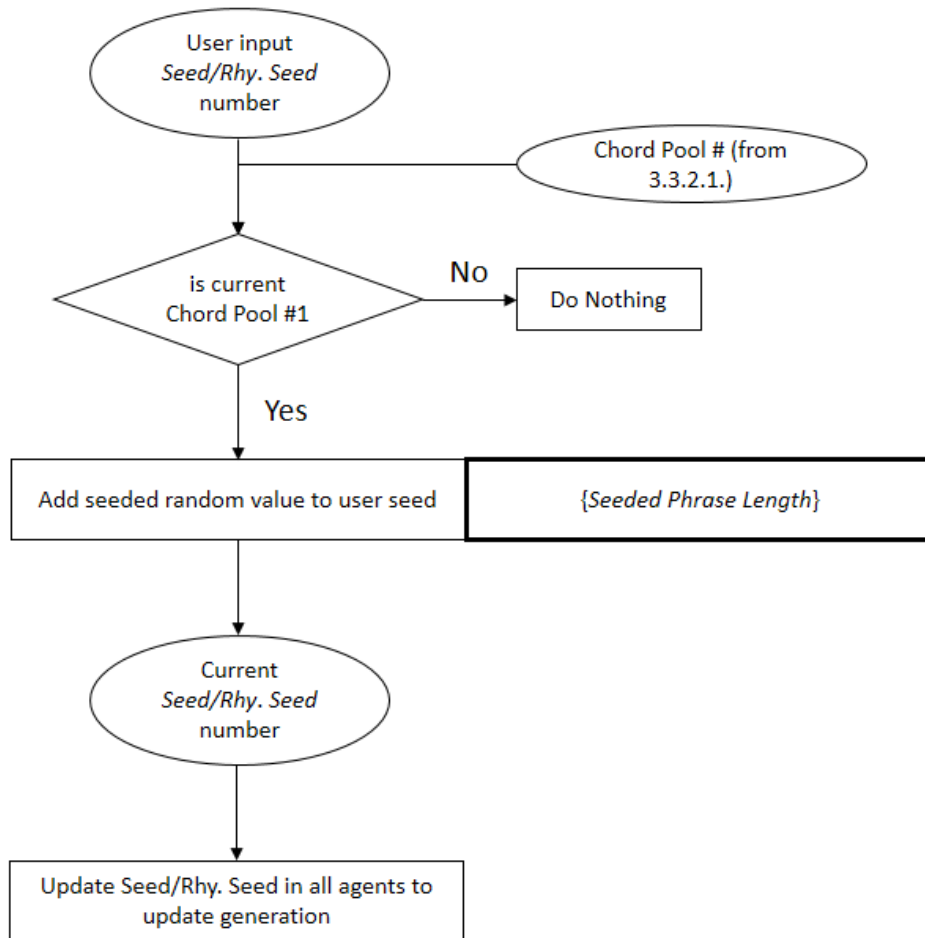 User input
Seed/Rhy. Seed
number
Chord Pool # (from
3.3.2.1.)
is current
Chord Pool #1
No
Do Nothing
Yes
Add seeded random value to user seed
{Seeded Phrase Length}
Current
Seed/Rhy. Seed
number
Update Seed/Rhy. Seed in all agents to
update generation